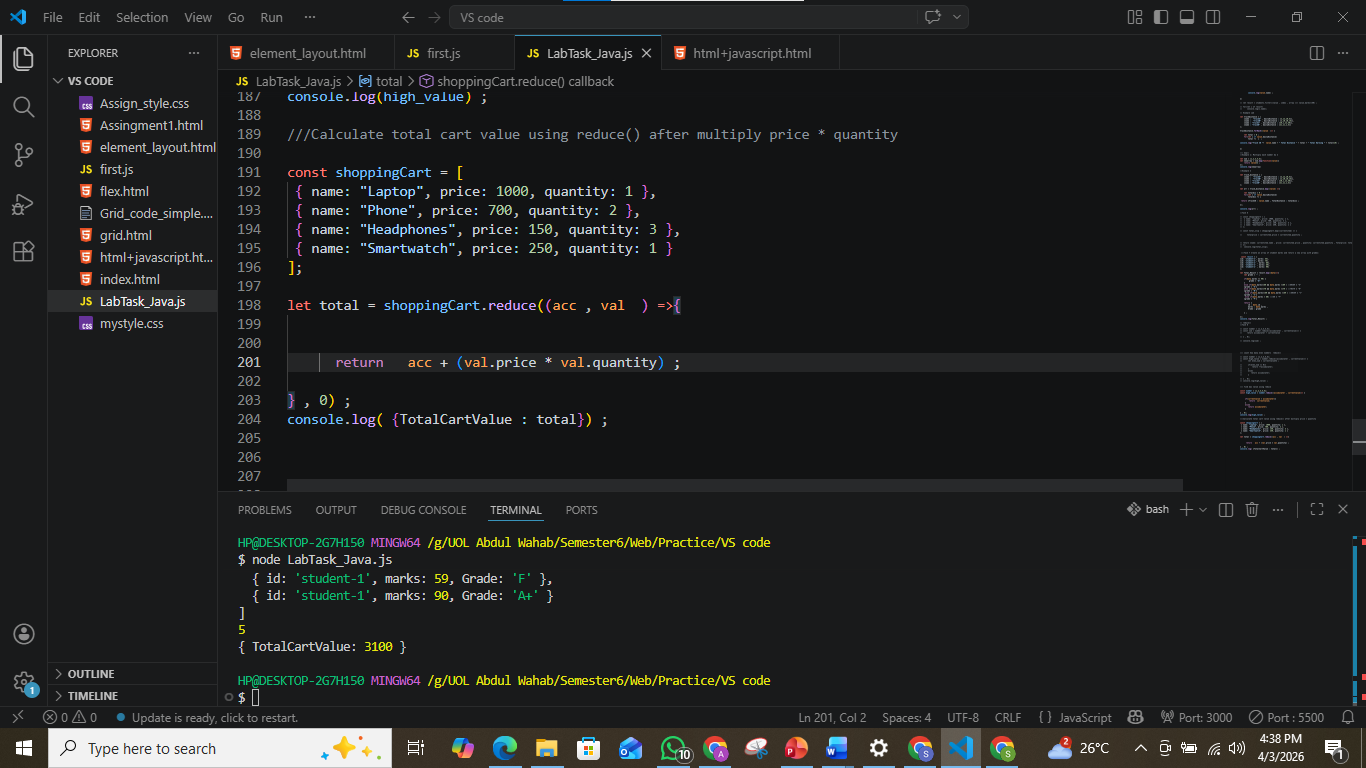 File Edit Selection View Go Run ··· VS code
EXPLORER ···
VS CODE
Assign_style.css
Assingment1.html
element_layout.html
first.js
flex.html
Grid_code_simple....
grid.html
html+javascript.ht...
index.html
LabTask_Java.js
mystyle.css
OUTLINE
TIMELINE
element_layout.html JS first.js JS LabTask_Java.js html+javascript.html ···
JS LabTask_Java.js > total > shoppingCart.reduce() callback
187 console.log(high_value) ;
188
189 ///Calculate total cart value using reduce() after multiply price * quantity
190
191 const shoppingCart = [
192 { name: "Laptop", price: 1000, quantity: 1 },
193 { name: "Phone", price: 700, quantity: 2 },
194 { name: "Headphones", price: 150, quantity: 3 },
195 { name: "Smartwatch", price: 250, quantity: 1 }
196 ];
197
198 let total = shoppingCart.reduce((acc , val  ) =>{
199
200
201 return   acc + (val.price * val.quantity) ;
202
203 } , 0) ;
204 console.log( {TotalCartValue : total}) ;
205
206
207
PROBLEMS OUTPUT DEBUG CONSOLE TERMINAL PORTS bash ···
HP@DESKTOP-2G7H150 MINGW64 /g/UOL Abdul Wahab/Semester6/Web/Practice/VS code
$ node LabTask_Java.js
{ id: 'student-1', marks: 59, Grade: 'F' },
{ id: 'student-1', marks: 90, Grade: 'A+' }
]
5
{ TotalCartValue: 3100 }
HP@DESKTOP-2G7H150 MINGW64 /g/UOL Abdul Wahab/Semester6/Web/Practice/VS code
$
1
0 0 Update is ready, click to restart. Ln 201, Col 2 Spaces: 4 UTF-8 CRLF { } JavaScript Port: 3000 Port : 5500
Type here to search 10 2 26°C 4:38 PM 1
4/3/2026